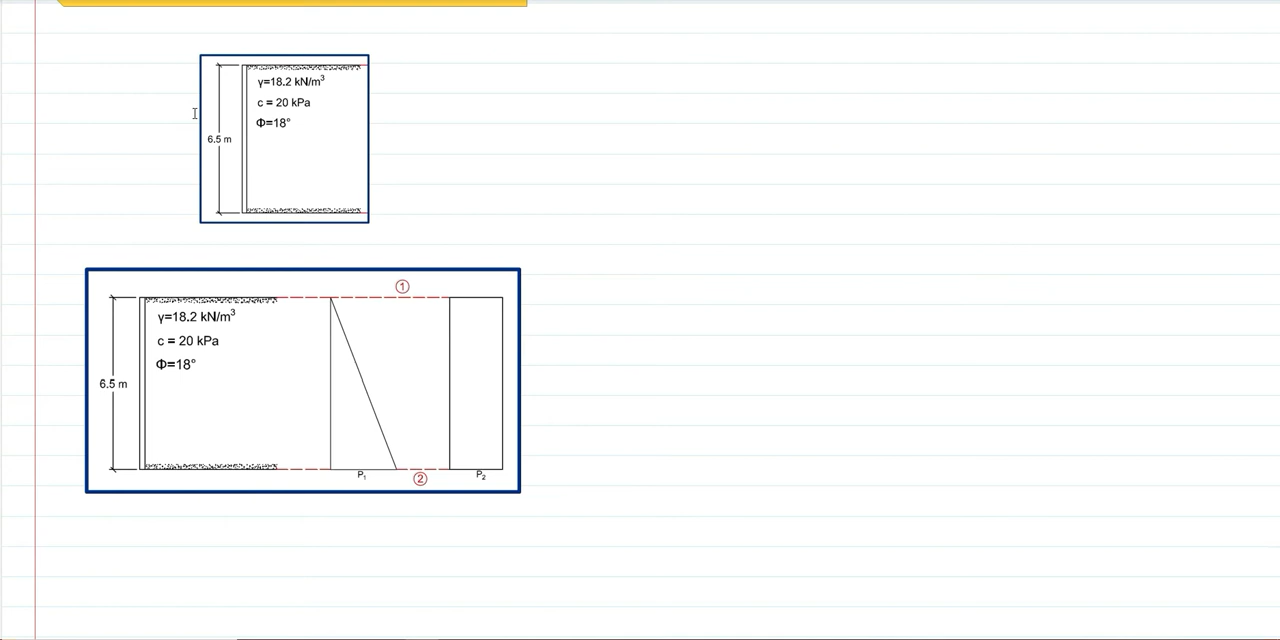 γ=18.2 kN/m³
c = 20 kPa
Φ=18°
6.5 m
①
γ=18.2 kN/m³
c = 20 kPa
Φ=18°
6.5 m
P₁
②
P₂